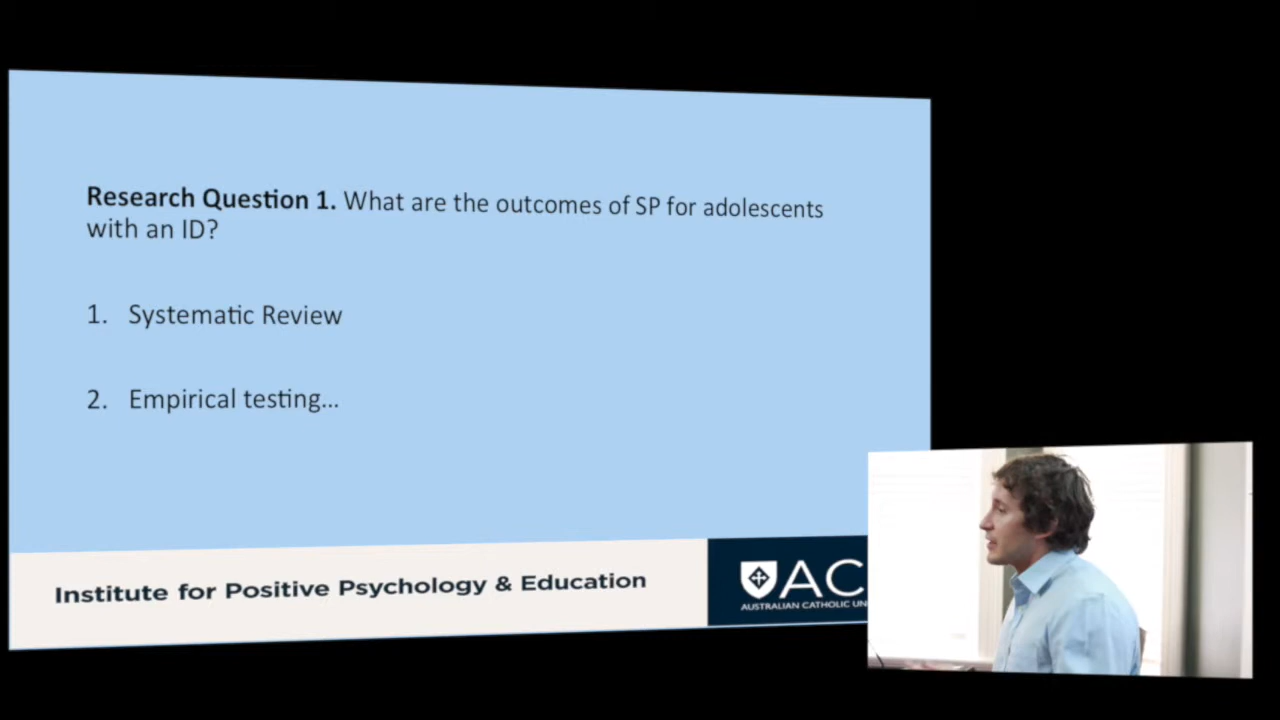 Research Question 1. What are the outcomes of SP for adolescents
with an ID?
1. Systematic Review
2. Empirical testing...
Institute for Positive Psychology & Education
AC
AUSTRALIAN CATHOLIC UN